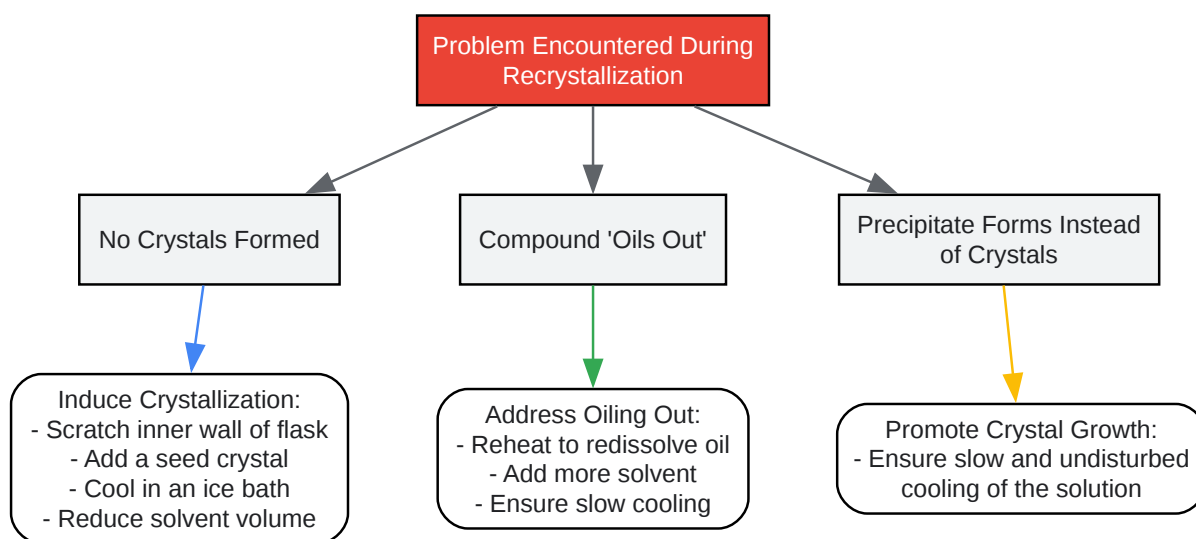 Problem Encountered During
Recrystallization
No Crystals Formed
Compound 'Oils Out'
Precipitate Forms Instead
of Crystals
Induce Crystallization:
- Scratch inner wall of flask
- Add a seed crystal
- Cool in an ice bath
- Reduce solvent volume
Address Oiling Out:
- Reheat to redissolve oil
- Add more solvent
- Ensure slow cooling
Promote Crystal Growth:
- Ensure slow and undisturbed
cooling of the solution